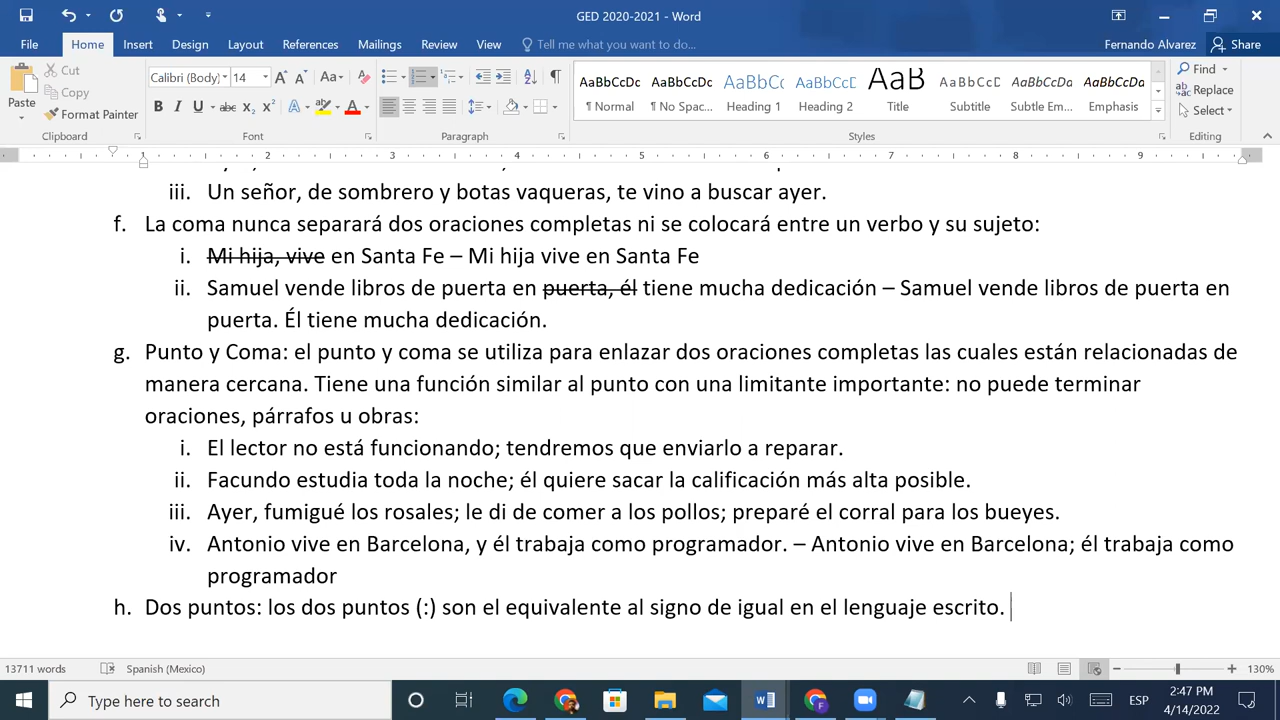 GED 2020-2021 - Word
File Home Insert Design Layout References Mailings Review View Tell me what you want to do... Fernando Alvarez Share
Paste Cut Copy Format Painter
Calibri (Body) 14
AaBbCcDc AaBbCcDc AaBbCc AaBbCcD AaB AaBbCcD AaBbCcDc AaBbCcDc
¶ Normal ¶ No Spac... Heading 1 Heading 2 Title Subtitle Subtle Em... Emphasis
Find Replace Select
Clipboard Font Paragraph Styles Editing
1 2 3 4 5 6 7 8 9
iii. Un señor, de sombrero y botas vaqueras, te vino a buscar ayer.
f. La coma nunca separará dos oraciones completas ni se colocará entre un verbo y su sujeto:
i. Mi hija, vive en Santa Fe – Mi hija vive en Santa Fe
ii. Samuel vende libros de puerta en puerta, él tiene mucha dedicación – Samuel vende libros de puerta en
puerta. Él tiene mucha dedicación.
g. Punto y Coma: el punto y coma se utiliza para enlazar dos oraciones completas las cuales están relacionadas de
manera cercana. Tiene una función similar al punto con una limitante importante: no puede terminar
oraciones, párrafos u obras:
i. El lector no está funcionando; tendremos que enviarlo a reparar.
ii. Facundo estudia toda la noche; él quiere sacar la calificación más alta posible.
iii. Ayer, fumigué los rosales; le di de comer a los pollos; preparé el corral para los bueyes.
iv. Antonio vive en Barcelona, y él trabaja como programador. – Antonio vive en Barcelona; él trabaja como
programador
h. Dos puntos: los dos puntos (:) son el equivalente al signo de igual en el lenguaje escrito.
13711 words Spanish (Mexico) 130%
Type here to search ESP 2:47 PM
4/14/2022